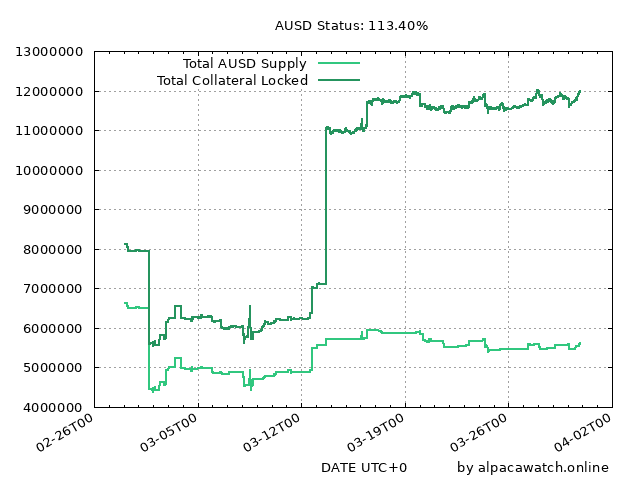 AUSD Status: 113.40%
Total AUSD Supply
Total Collateral Locked
13000000
12000000
11000000
10000000
9000000
8000000
7000000
6000000
5000000
4000000
02-26T00
03-05T00
03-12T00
03-19T00
03-26T00
04-02T00
DATE UTC+0
by alpacawatch.online